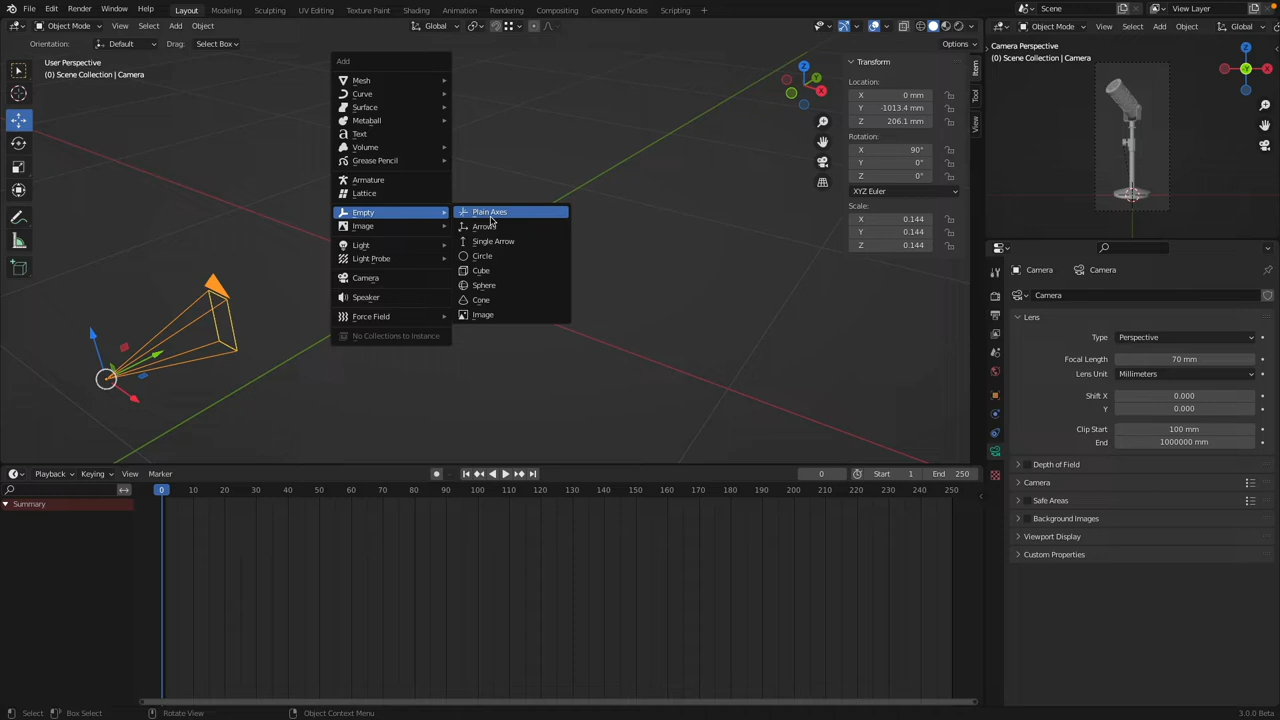 File Edit Render Window Help Layout Modeling Sculpting UV Editing Texture Paint Shading Animation Rendering Compositing Geometry Nodes Scripting + Scene View Layer
Object Mode View Select Add Object Global
Object Mode View Select Add Object Global
Orientation: Default Drag: Select Box Options
User Perspective
(0) Scene Collection | Camera
Camera Perspective
(0) Scene Collection | Camera
Add
Mesh
Curve
Surface
Metaball
Text
Volume
Grease Pencil
Armature
Lattice
Empty
Image
Light
Light Probe
Camera
Speaker
Force Field
No Collections to Instance
Plain Axes
Arrows
Single Arrow
Circle
Cube
Sphere
Cone
Image
Z
Y
X
Transform
Location:
X 0 mm
Y -1013.4 mm
Z 206.1 mm
Rotation:
X 90°
Y 0°
Z 0°
XYZ Euler
Scale:
X 0.144
Y 0.144
Z 0.144
Item
Tool
View
Z
X
Y
Camera Camera
Camera
Lens
Type Perspective
Focal Length 70 mm
Lens Unit Millimeters
Shift X 0.000
Y 0.000
Clip Start 100 mm
End 1000000 mm
Depth of Field
Camera
Safe Areas
Background Images
Viewport Display
Custom Properties
Playback Keying View Marker 0 Start 1 End 250
0 10 20 30 40 50 60 70 80 90 100 110 120 130 140 150 160 170 180 190 200 210 220 230 240 250
Summary
Select Box Select Rotate View Object Context Menu 3.0.0 Beta